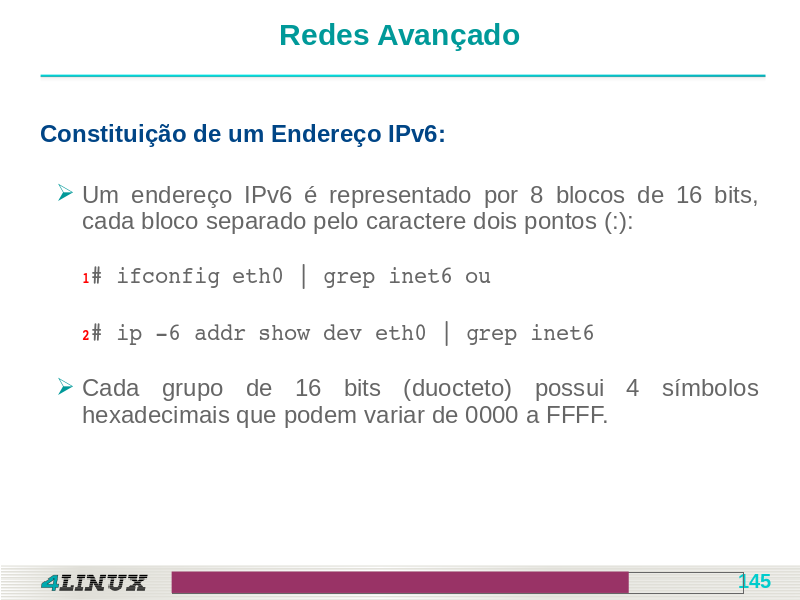 Redes Avançado
Constituição de um Endereço IPv6:
Um endereço IPv6 é representado por 8 blocos de 16 bits,
cada bloco separado pelo caractere dois pontos (:):
1# ifconfig eth0 | grep inet6 ou
2# ip -6 addr show dev eth0 | grep inet6
Cada grupo de 16 bits (duocteto) possui 4 símbolos
hexadecimais que podem variar de 0000 a FFFF.
4LINUX
145